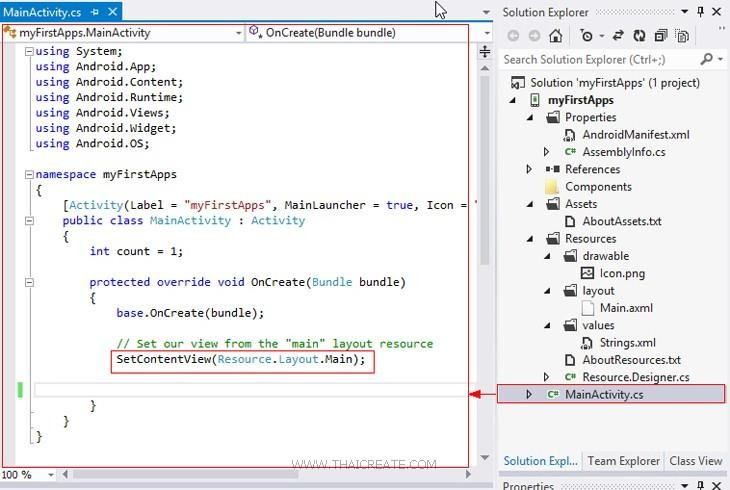 MainActivity.cs
myFirstApps.MainActivity
OnCreate(Bundle bundle)
using System;
using Android.App;
using Android.Content;
using Android.Runtime;
using Android.Views;
using Android.Widget;
using Android.OS;
namespace myFirstApps
{
[Activity(Label = "myFirstApps", MainLauncher = true, Icon = "
public class MainActivity : Activity
{
int count = 1;
protected override void OnCreate(Bundle bundle)
{
base.OnCreate(bundle);
// Set our view from the "main" layout resource
SetContentView(Resource.Layout.Main);
}
}
}
100 %
WWW.THAICREATE.COM
Solution Explorer
Search Solution Explorer (Ctrl+;)
Solution 'myFirstApps' (1 project)
myFirstApps
Properties
AndroidManifest.xml
C# AssemblyInfo.cs
References
Components
Assets
AboutAssets.txt
Resources
drawable
Icon.png
layout
Main.axml
values
Strings.xml
AboutResources.txt
C# Resource.Designer.cs
C# MainActivity.cs
Solution Expl... Team Explorer Class View
Properties